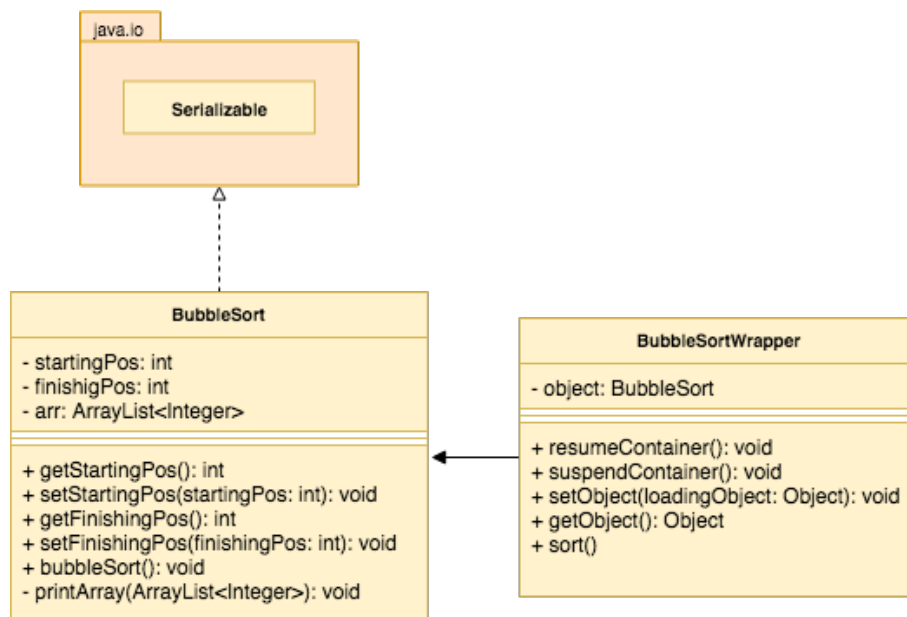 java.io
Serializable
BubbleSort
- startingPos: int
- finishigPos: int
- arr: ArrayList<Integer>
+ getStartingPos(): int
+ setStartingPos(startingPos: int): void
+ getFinishingPos(): int
+ setFinishingPos(finishingPos: int): void
+ bubbleSort(): void
- printArray(ArrayList<Integer>): void
BubbleSortWrapper
- object: BubbleSort
+ resumeContainer(): void
+ suspendContainer(): void
+ setObject(loadingObject: Object): void
+ getObject(): Object
+ sort()